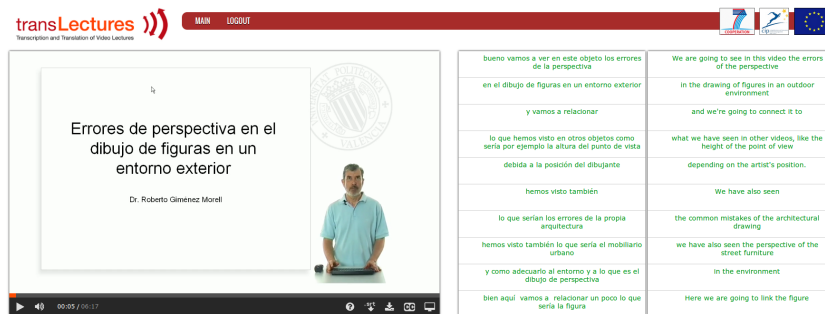 transLectures
Transcription and Translation of Video Lectures
MAIN LOGOUT
7
COOPERATION
cip
Errores de perspectiva en el
dibujo de figuras en un
entorno exterior
Dr. Roberto Giménez Morell
00:05 / 06:17
.srt
CC
bueno vamos a ver en este objeto los errores
de la perspectiva
We are going to see in this video the errors
of the perspective
en el dibujo de figuras en un entorno exterior
in the drawing of figures in an outdoor
environment
y vamos a relacionar
and we're going to connect it to
lo que hemos visto en otros objetos como
sería por ejemplo la altura del punto de vista
what we have seen in other videos, like the
height of the point of view
debida a la posición del dibujante
depending on the artist's position.
hemos visto también
We have also seen
lo que serían los errores de la propia
arquitectura
the common mistakes of the architectural
drawing
hemos visto también lo que sería el mobiliario
urbano
we have also seen the perspective of the
street furniture
y como adecuarlo al entorno y a lo que es el
dibujo de perspectiva
in the environment
bien aquí vamos a relacionar un poco lo que
sería la figura
Here we are going to link the figure